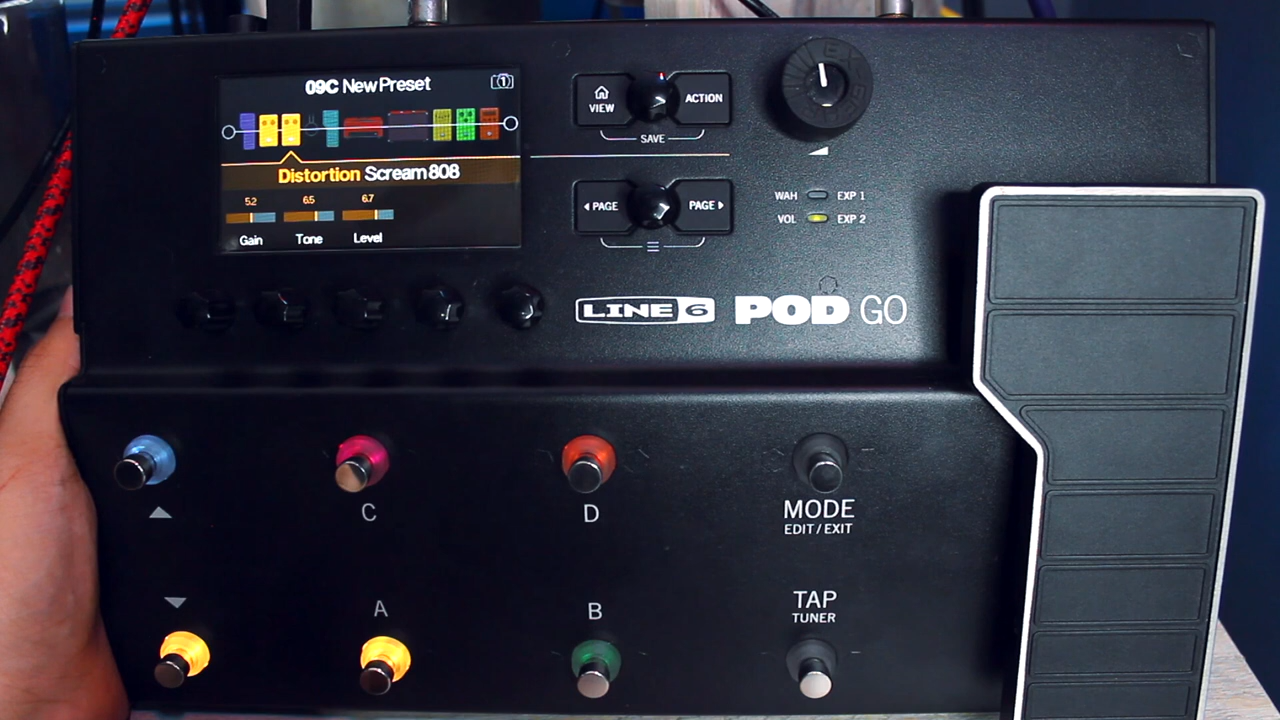 09C New Preset
1
Distortion Scream 808
5.2 6.5 6.7
Gain Tone Level
VIEW
ACTION
SAVE
PAGE
PAGE
WAH EXP 1
VOL EXP 2
LINE 6 POD GO
C
D
MODE
EDIT / EXIT
A
B
TAP
TUNER